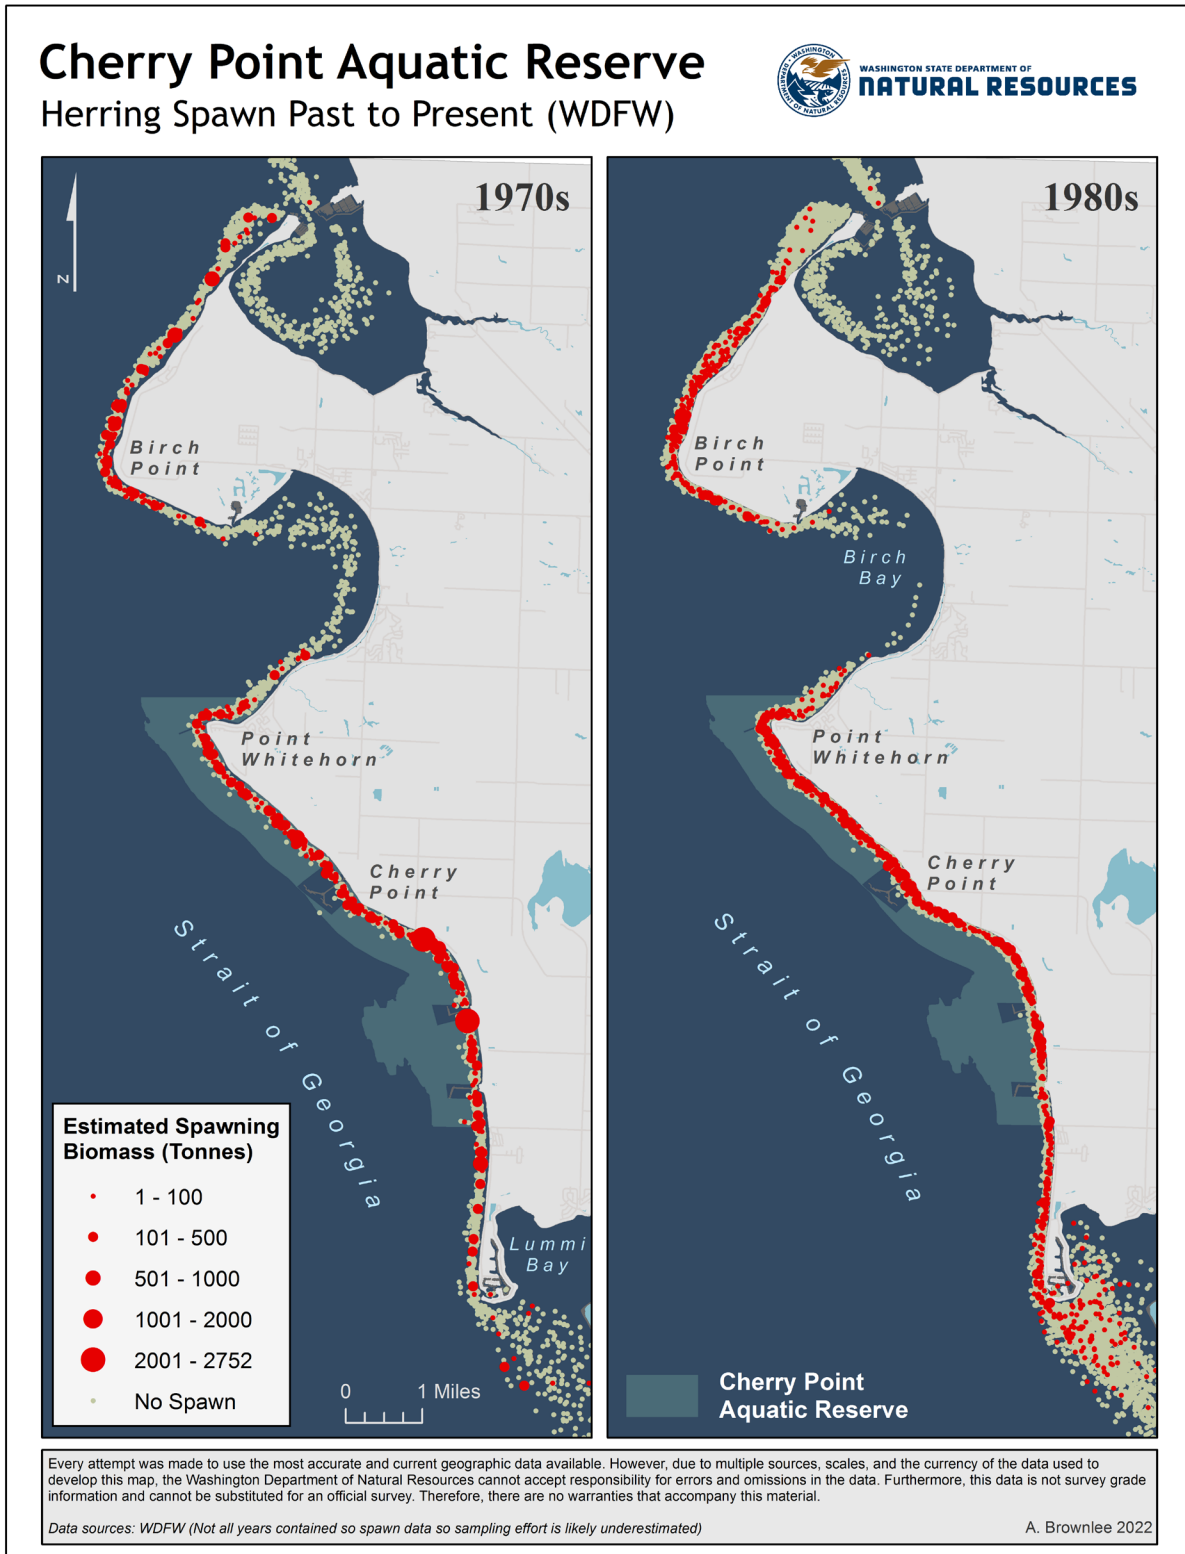 Cherry Point Aquatic Reserve
Herring Spawn Past to Present (WDFW)
WASHINGTON STATE DEPARTMENT OF
NATURAL RESOURCES
WASHINGTON
DEPARTMENT OF NATURAL RESOURCES
1970s
N
Birch
Point
Point
Whitehorn
Cherry
Point
Strait of Georgia
Lummi
Bay
Estimated Spawning
Biomass (Tonnes)
1 - 100
101 - 500
501 - 1000
1001 - 2000
2001 - 2752
No Spawn
0 1 Miles
1980s
Birch
Point
Birch
Bay
Point
Whitehorn
Cherry
Point
Strait of Georgia
Cherry Point
Aquatic Reserve
Every attempt was made to use the most accurate and current geographic data available. However, due to multiple sources, scales, and the currency of the data used to
develop this map, the Washington Department of Natural Resources cannot accept responsibility for errors and omissions in the data. Furthermore, this data is not survey grade
information and cannot be substituted for an official survey. Therefore, there are no warranties that accompany this material.
Data sources: WDFW (Not all years contained so spawn data so sampling effort is likely underestimated)
A. Brownlee 2022